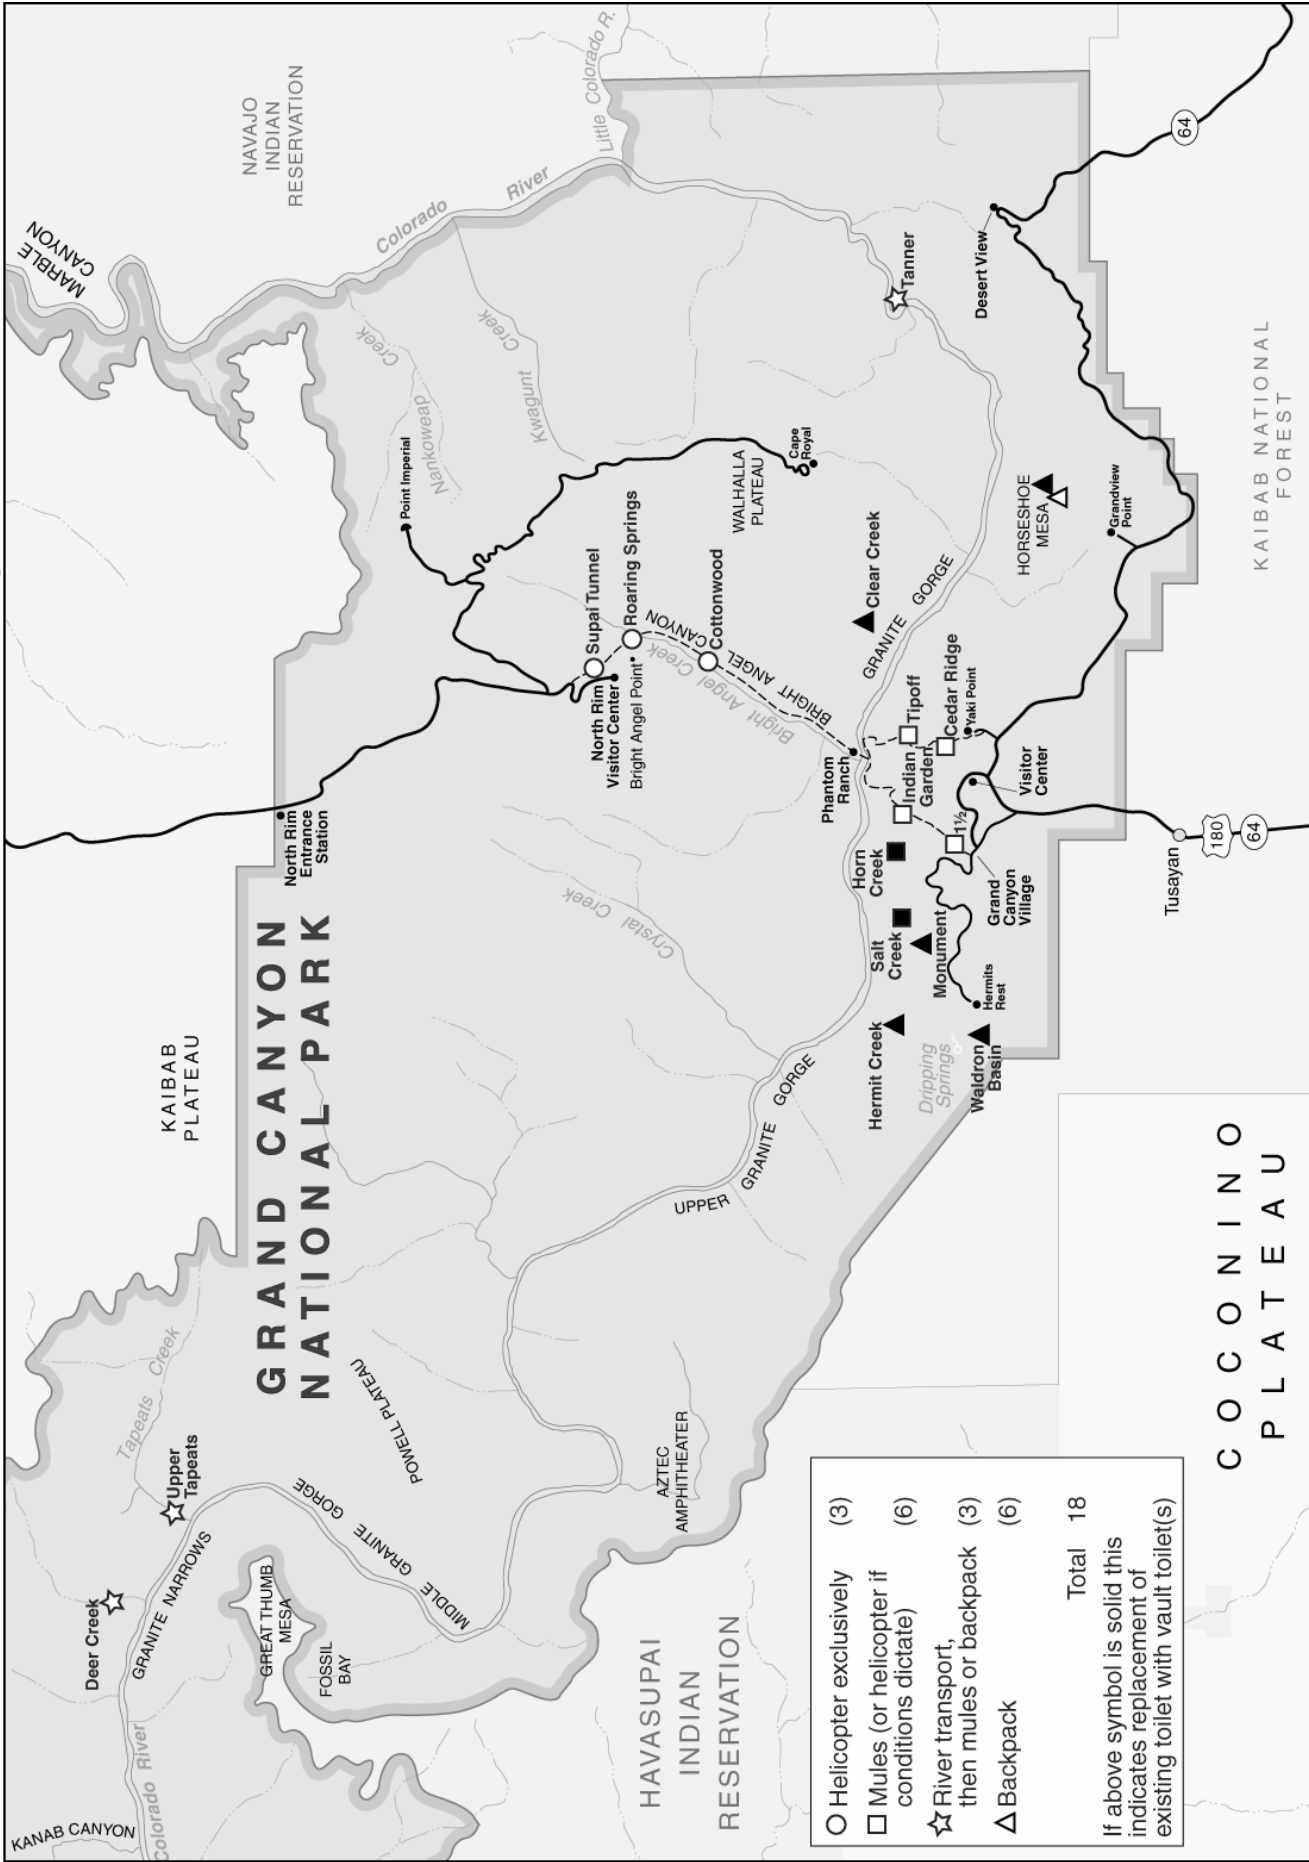 MARBLE
CANYON
NAVAJO
INDIAN
RESERVATION
Little Colorado R.
Colorado
River
64
Nankoweap
Creek
Kwagunt
Creek
Point Imperial
Tanner
Desert View
Cape
Royal
WALHALLA
PLATEAU
KAIBAB NATIONAL
FOREST
HORSESHOE
MESA
Grandview
Point
Supai Tunnel
Roaring Springs
Cottonwood
BRIGHT ANGEL
CANYON
Bright Angel Creek
North Rim
Visitor Center
Bright Angel Point
Clear Creek
GRANITE GORGE
Phantom
Ranch
Tipoff
Cedar Ridge
Yaki Point
Indian
Garden
1½
Visitor
Center
Grand
Canyon
Village
Horn
Creek
Salt
Creek
Monument
Hermits
Rest
Hermit Creek
Dripping
Springs
Waldron
Basin
Tusayan
180
64
North Rim
Entrance
Station
GRAND CANYON
NATIONAL PARK
KAIBAB
PLATEAU
Crystal Creek
UPPER GRANITE GORGE
COCONINO
PLATEAU
Tapeats Creek
Upper
Tapeats
POWELL PLATEAU
AZTEC
AMPHITHEATER
MIDDLE GRANITE GORGE
GRANITE NARROWS
Deer Creek
GREAT THUMB
MESA
FOSSIL
BAY
KANAB CANYON
Colorado River
HAVASUPAI
INDIAN
RESERVATION
Helicopter exclusively (3)
Mules (or helicopter if (6)
conditions dictate)
River transport,
then mules or backpack (3)
Backpack (6)
Total 18
If above symbol is solid this
indicates replacement of
existing toilet with vault toilet(s)